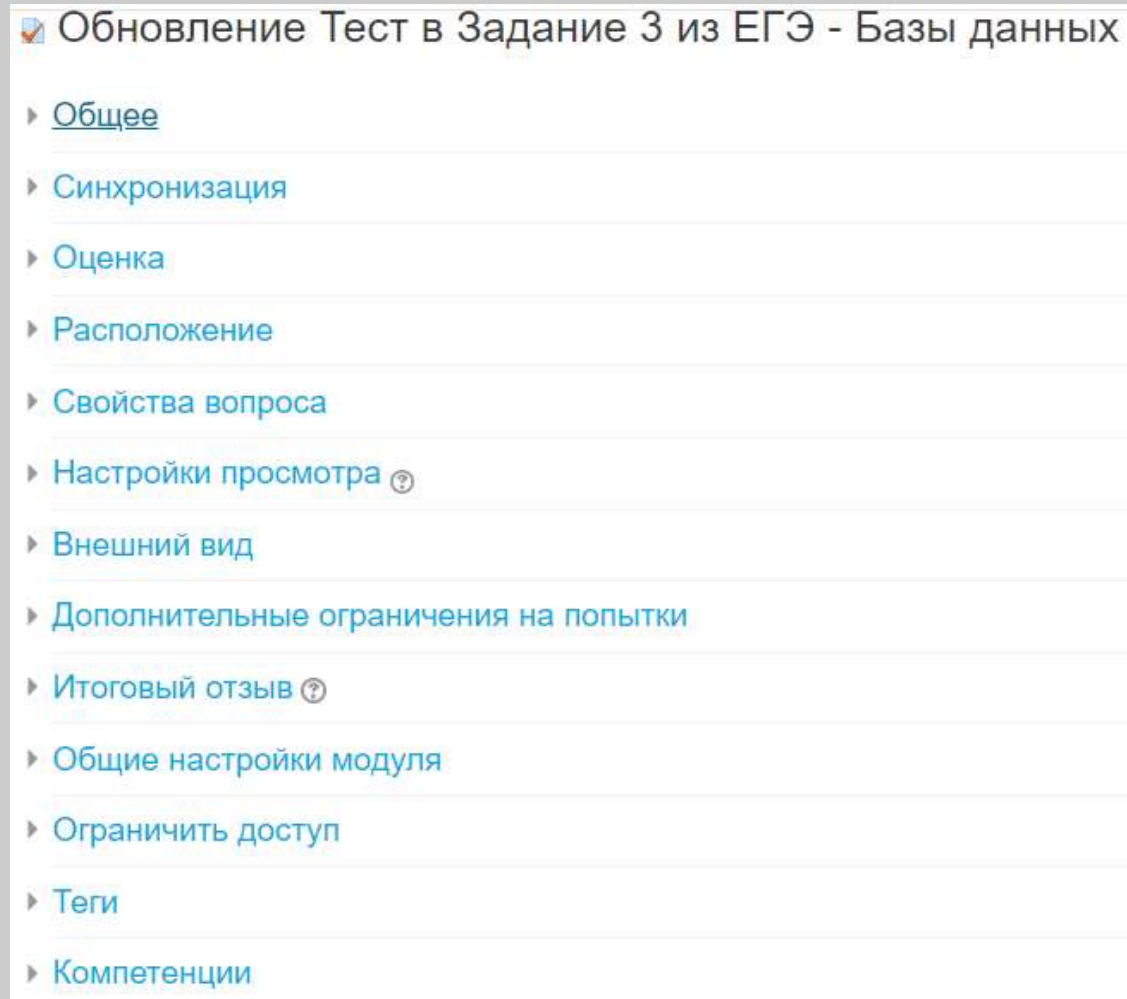 Обновление Тест в Задание 3 из ЕГЭ - Базы данных
Общее
Синхронизация
Оценка
Расположение
Свойства вопроса
Настройки просмотра ?
Внешний вид
Дополнительные ограничения на попытки
Итоговый отзыв ?
Общие настройки модуля
Ограничить доступ
Теги
Компетенции